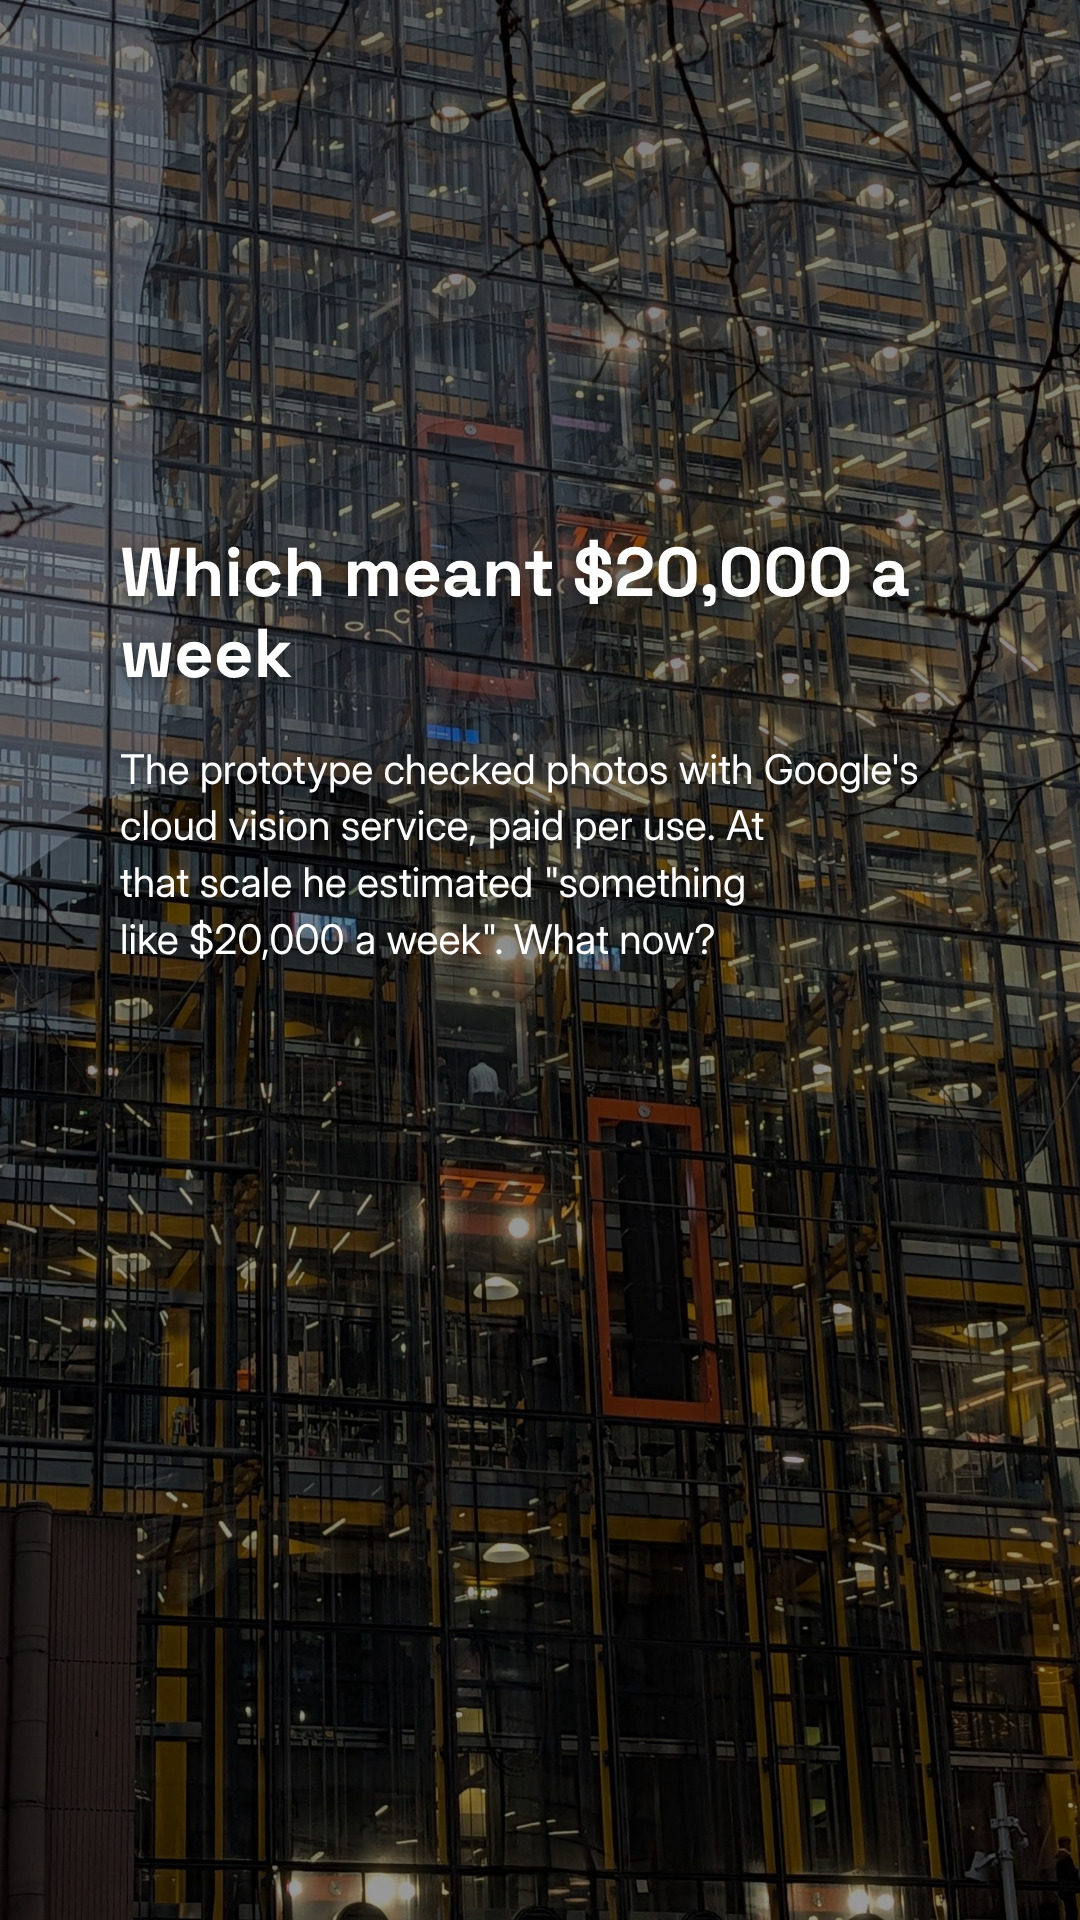 Which meant $20,000 a
week
The prototype checked photos with Google's
cloud vision service, paid per use. At
that scale he estimated "something
like $20,000 a week". What now?